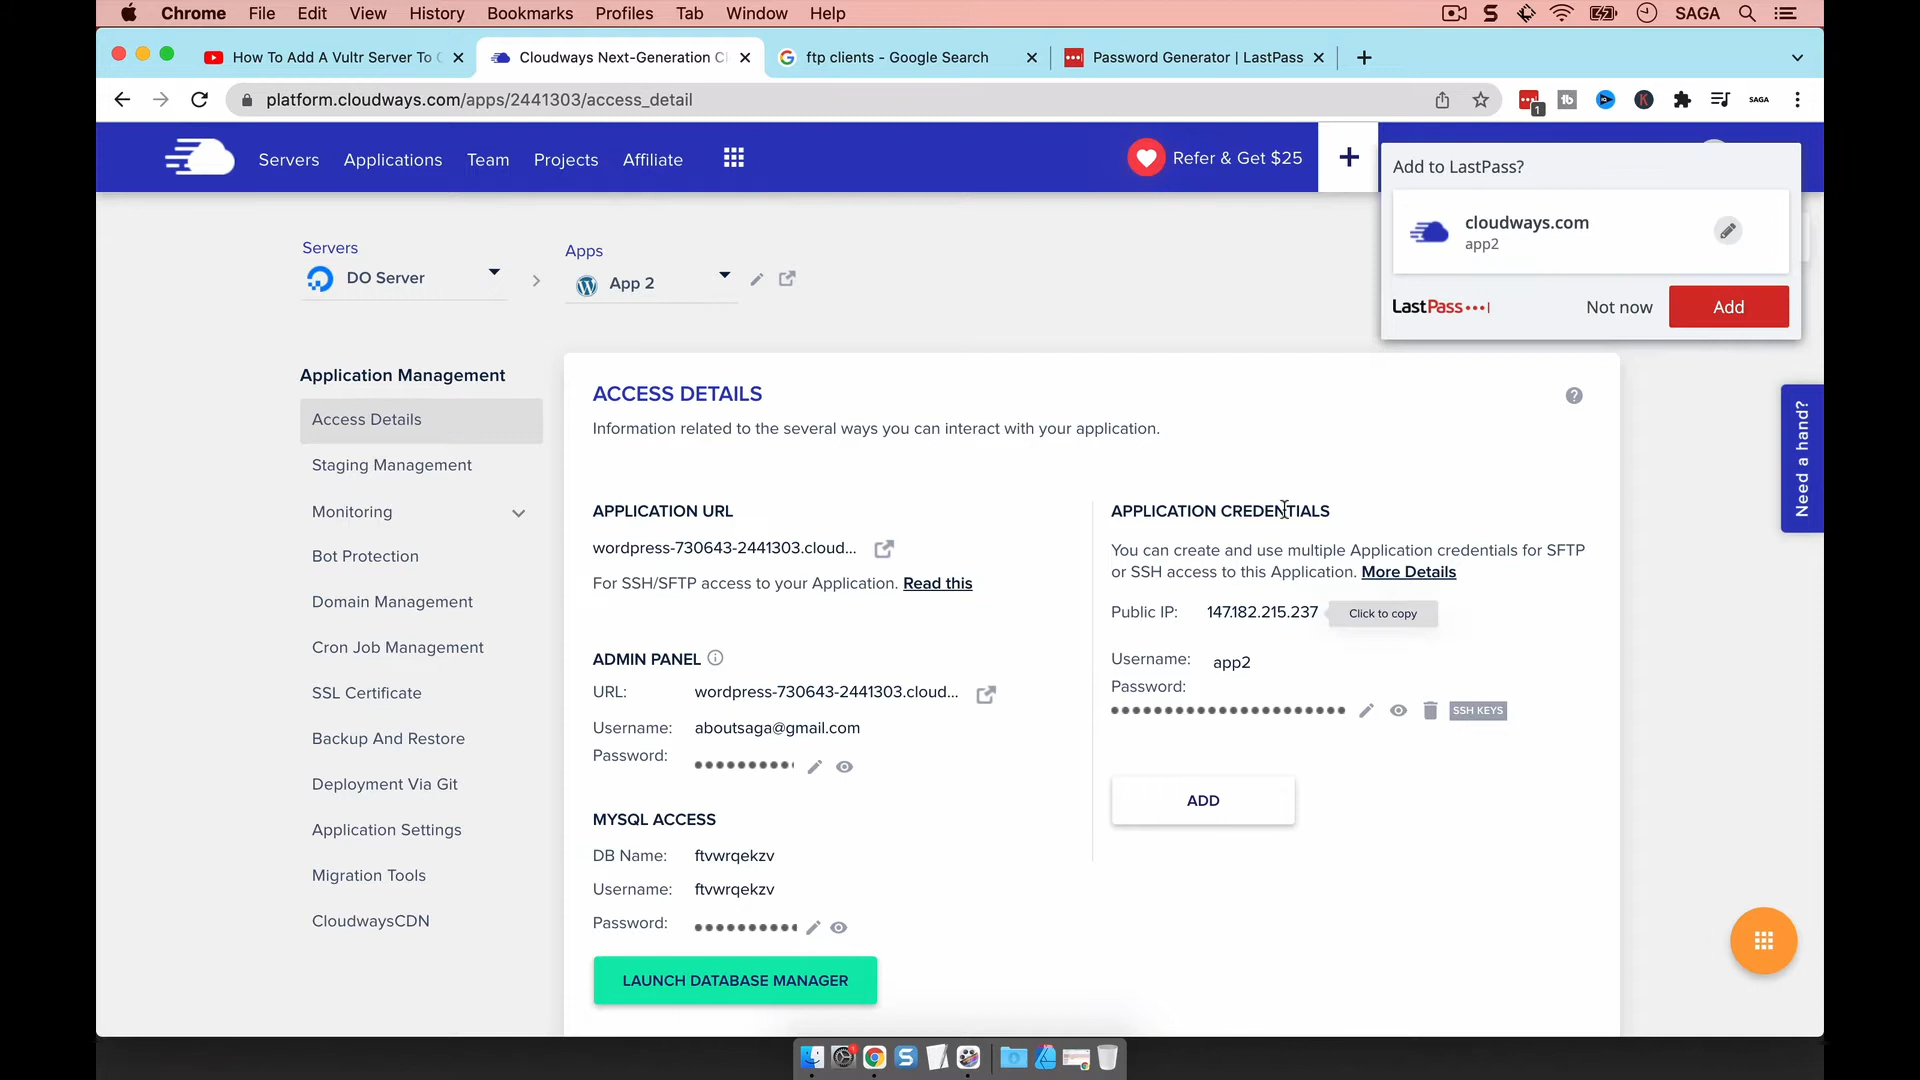 Chrome File Edit View History Bookmarks Profiles Tab Window Help SAGA
How To Add A Vultr Server To C
Cloudways Next-Generation Cl
ftp clients - Google Search
Password Generator | LastPass
platform.cloudways.com/apps/2441303/access_detail
1
SAGA
Servers Applications Team Projects Affiliate
Refer & Get $25
Add to LastPass?
cloudways.com
app2
LastPass
Not now
Add
Servers
DO Server
Apps
App 2
Application Management
Access Details
Staging Management
Monitoring
Bot Protection
Domain Management
Cron Job Management
SSL Certificate
Backup And Restore
Deployment Via Git
Application Settings
Migration Tools
CloudwaysCDN
ACCESS DETAILS
Information related to the several ways you can interact with your application.
APPLICATION URL
wordpress-730643-2441303.cloud...
For SSH/SFTP access to your Application. Read this
ADMIN PANEL
URL: wordpress-730643-2441303.cloud...
Username: aboutsaga@gmail.com
Password:
MYSQL ACCESS
DB Name: ftvwrqekzv
Username: ftvwrqekzv
Password:
LAUNCH DATABASE MANAGER
APPLICATION CREDENTIALS
You can create and use multiple Application credentials for SFTP
or SSH access to this Application. More Details
Public IP: 147.182.215.237 Click to copy
Username: app2
Password:
SSH KEYS
ADD
Need a hand?